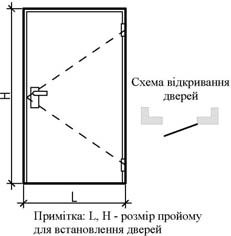 H
Схема відкривання
дверей
L
Примітка: L, H - розмір пройому
для встановлення дверей